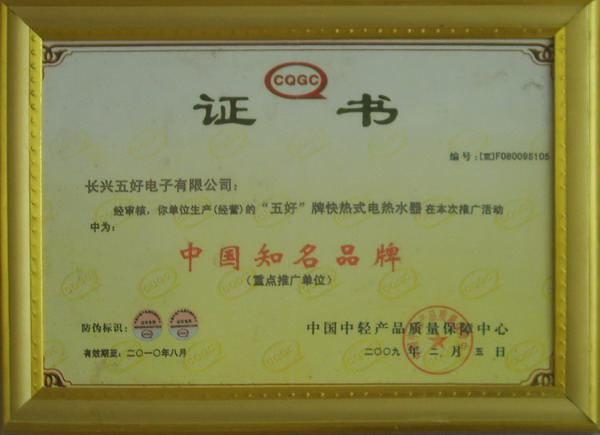 CQGC
证 书
编号:[京]F08009S105
长兴五好电子有限公司:
经审核，你单位生产(经营)的“五好”牌快热式电热水器在本次推广活动
中为:
中国知名品牌
(重点推广单位)
防伪标识:
中国中轻产品质量保障中心
有效期至:二〇一〇年八月
二〇〇九年二月五日